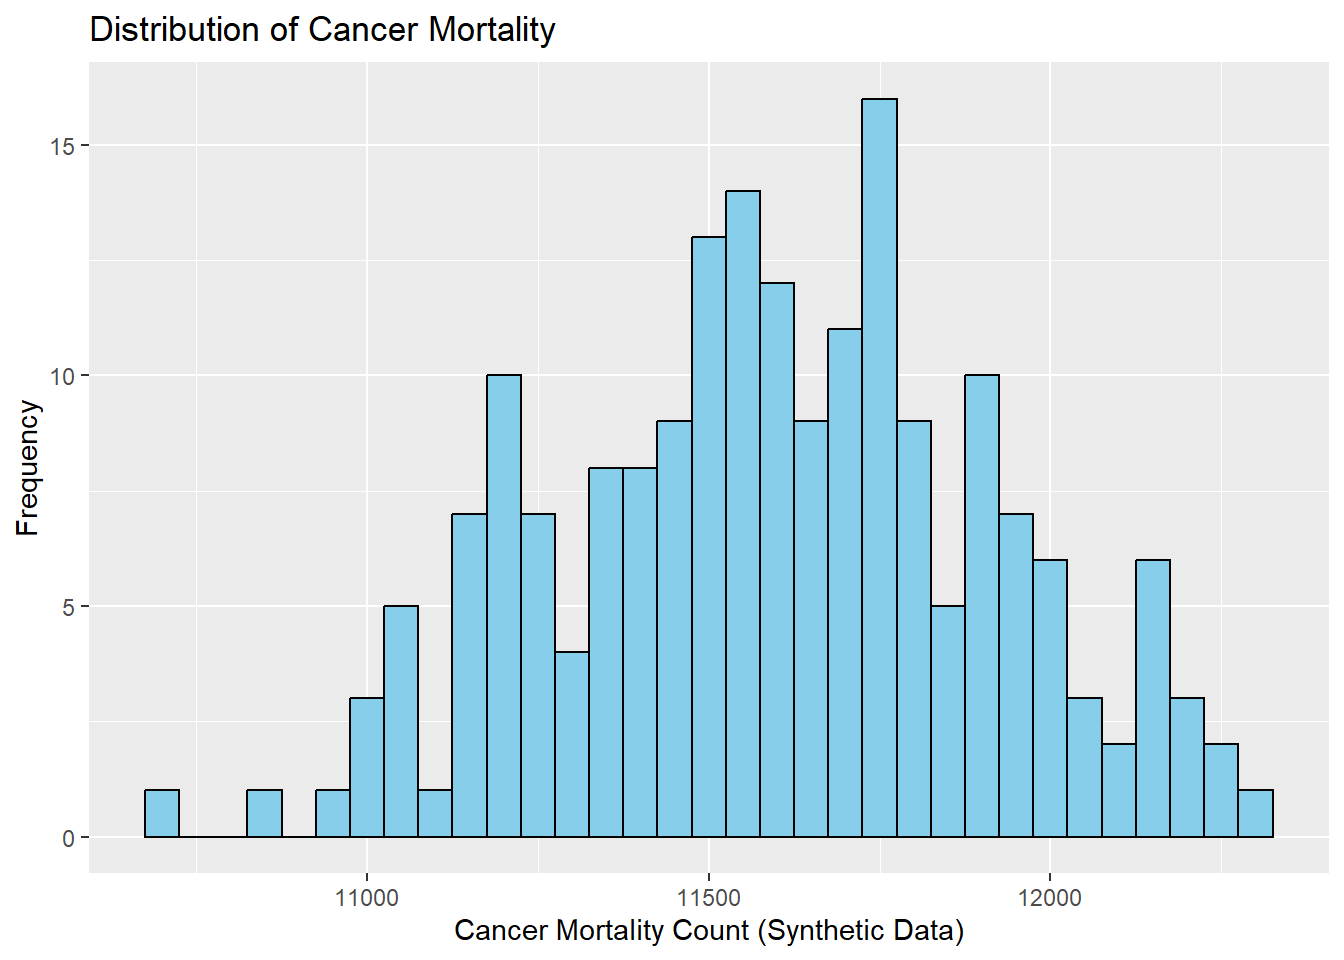 Distribution of Cancer Mortality
15
10
5
0
Frequency
11000 11500 12000
Cancer Mortality Count (Synthetic Data)